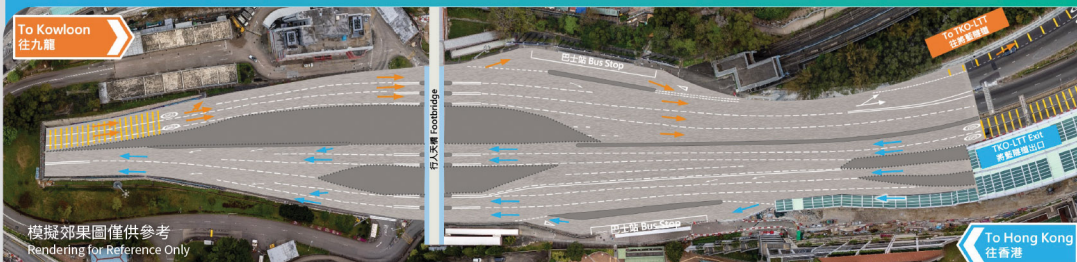 To Kowloon
往九龍
To TKO-LTT
往將藍隧道
巴士站 Bus Stop
行人天橋 Footbridge
TKO-LTT Exit
將藍隧道出口
巴士站 Bus Stop
模擬郊果圖僅供參考
Rendering for Reference Only
To Hong Kong
往香港